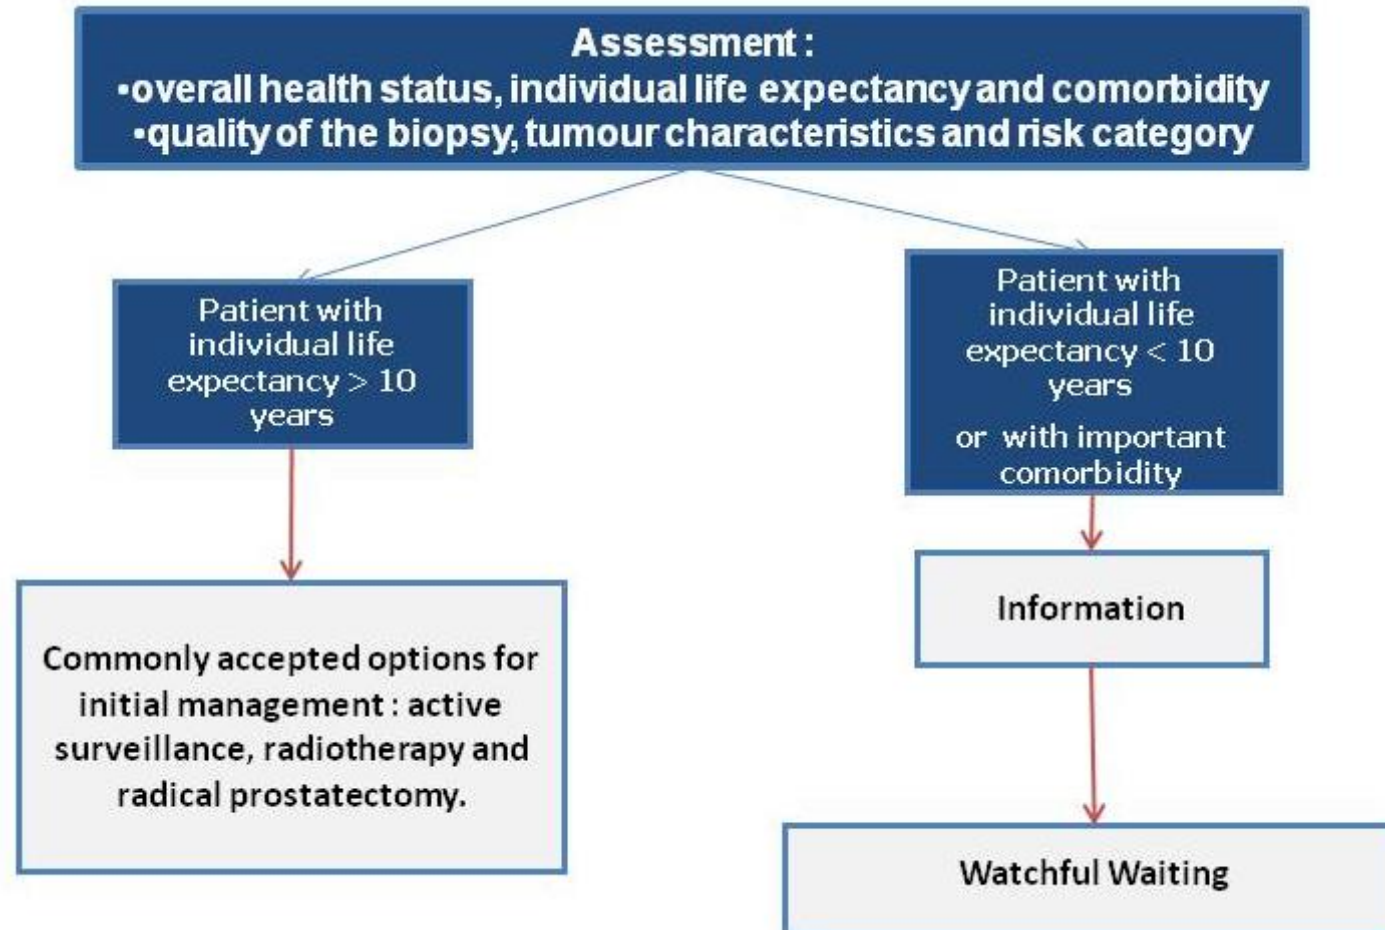 Assessment :
•overall health status, individual life expectancy and comorbidity
•quality of the biopsy, tumour characteristics and risk category
Patient with
individual life
expectancy > 10
years
Patient with
individual life
expectancy < 10
years
or with important
comorbidity
Commonly accepted options for
initial management : active
surveillance, radiotherapy and
radical prostatectomy.
Information
Watchful Waiting